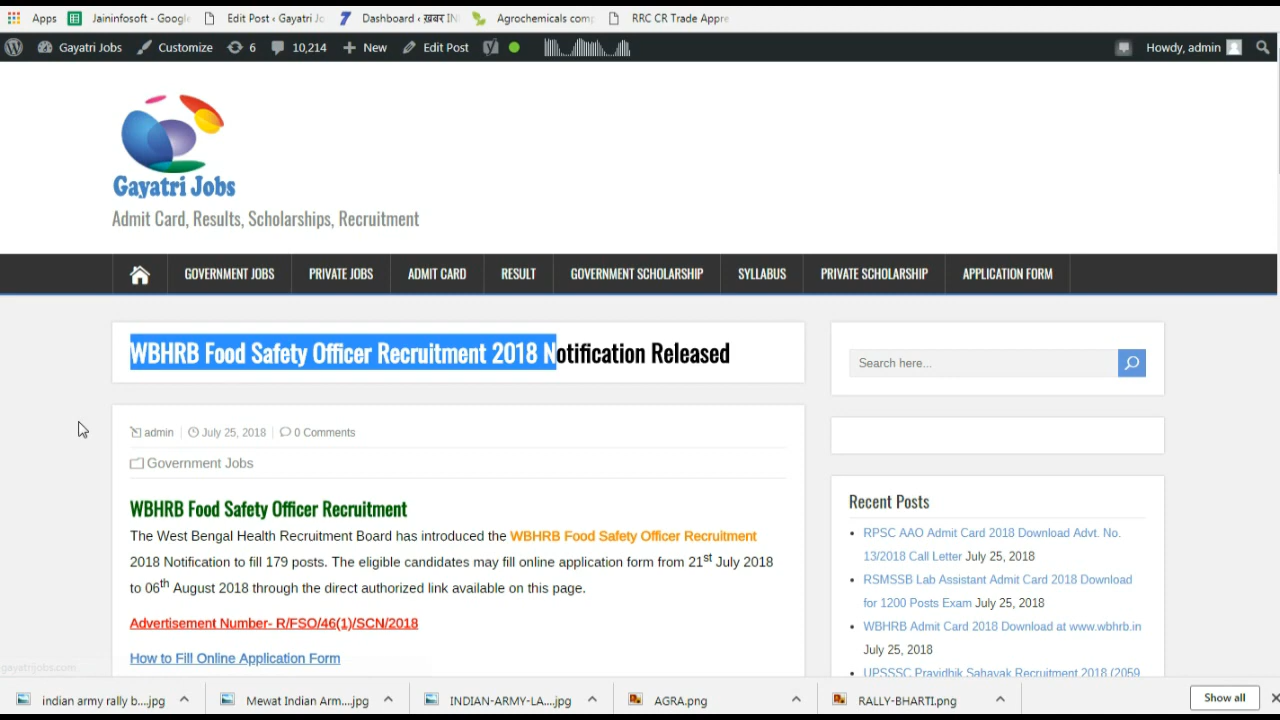 Apps Jaininfosoft - Google Edit Post ‹ Gayatri Jo Dashboard ‹ ख़बर IN Agrochemicals com RRC CR Trade Appre
Gayatri Jobs Customize 6 10,214 New Edit Post Howdy, admin
Gayatri Jobs
Admit Card, Results, Scholarships, Recruitment
GOVERNMENT JOBS PRIVATE JOBS ADMIT CARD RESULT GOVERNMENT SCHOLARSHIP SYLLABUS PRIVATE SCHOLARSHIP APPLICATION FORM
WBHRB Food Safety Officer Recruitment 2018 Notification Released
admin July 25, 2018 0 Comments
Government Jobs
WBHRB Food Safety Officer Recruitment
The West Bengal Health Recruitment Board has introduced the WBHRB Food Safety Officer Recruitment
2018 Notification to fill 179 posts. The eligible candidates may fill online application form from 21st July 2018
to 06th August 2018 through the direct authorized link available on this page.
Advertisement Number- R/FSO/46(1)/SCN/2018
How to Fill Online Application Form
Search here...
Recent Posts
RPSC AAO Admit Card 2018 Download Advt. No.
13/2018 Call Letter July 25, 2018
RSMSSB Lab Assistant Admit Card 2018 Download
for 1200 Posts Exam July 25, 2018
WBHRB Admit Card 2018 Download at www.wbhrb.in
July 25, 2018
UPSSSC Pravidhik Sahayak Recruitment 2018 (2059
gayatrijobs.com
indian army rally b....jpg Mewat Indian Arm....jpg INDIAN-ARMY-LA....jpg AGRA.png RALLY-BHARTI.png Show all